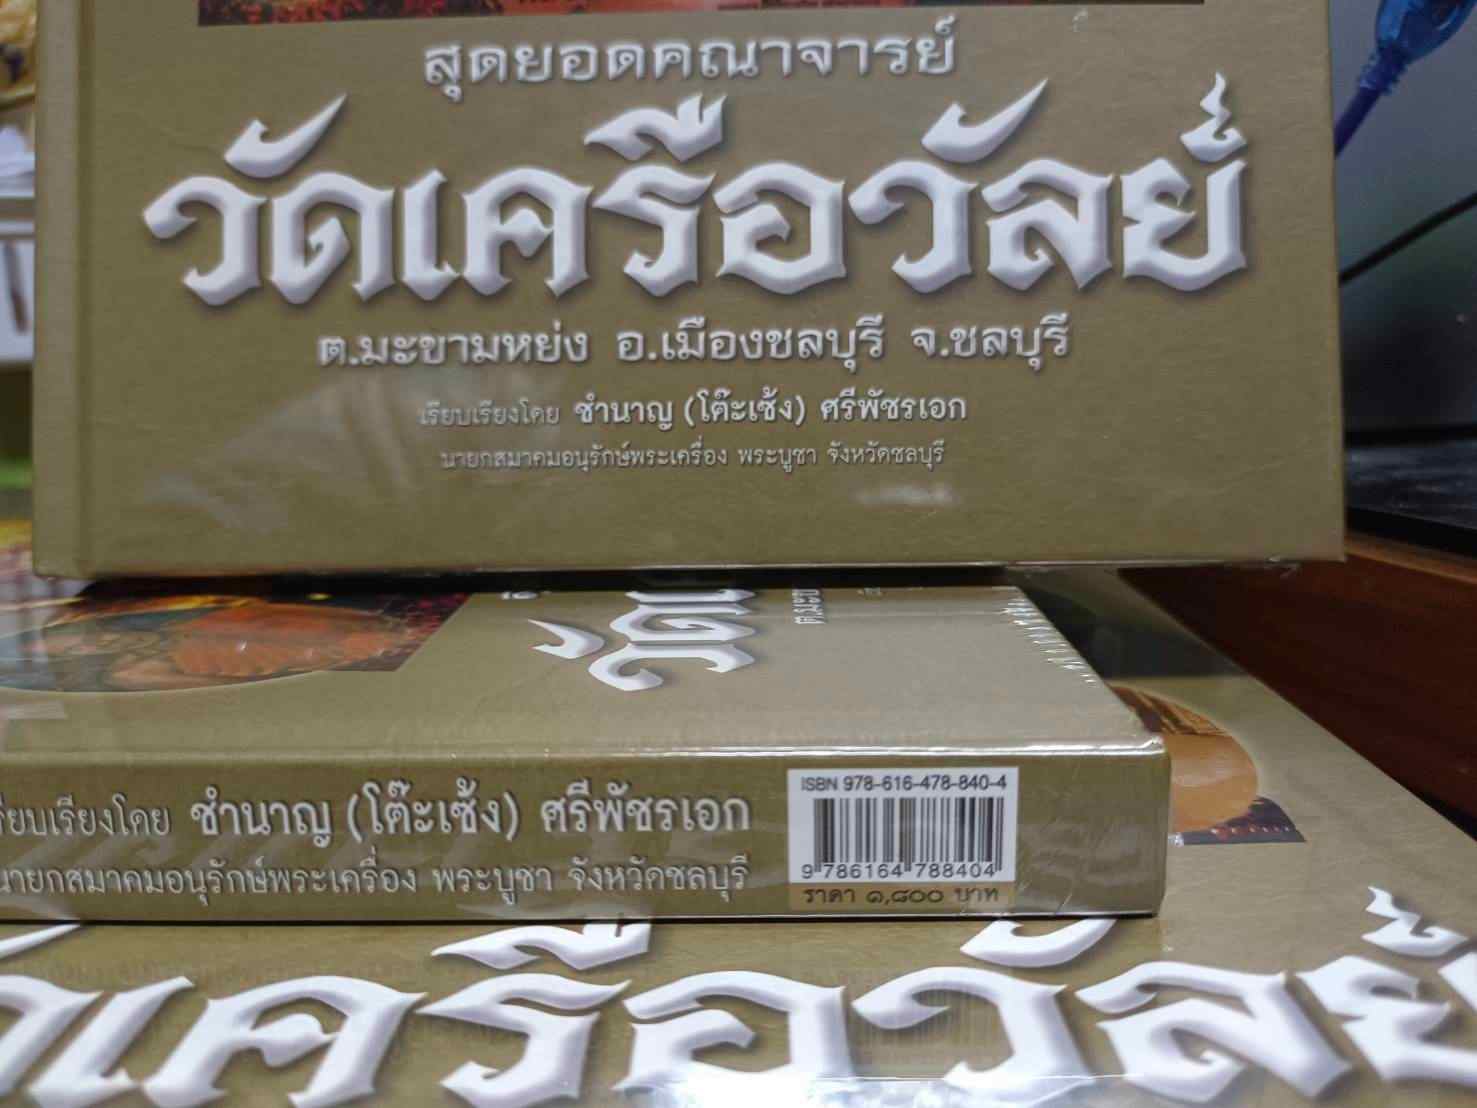 สุดยอดคณาจารย์
วัดเครือวัลย์
ต.มะขามหย่ง อ.เมืองชลบุรี จ.ชลบุรี
เรียบเรียงโดย ชำนาญ (โต๊ะเซ้ง) ศรีพัชรเอก
นายกสมาคมอนุรักษ์พระเครื่อง พระบูชา จังหวัดชลบุรี
วัดเ
ต.มะข
เรียบเรียงโดย ชำนาญ (โต๊ะเซ้ง) ศรีพัชรเอก
นายกสมาคมอนุรักษ์พระเครื่อง พระบูชา จังหวัดชลบุรี
ISBN 978-616-478-840-4
9 786164 788404
ราคา ๑,๘๐๐ บาท
เครือวัลย์